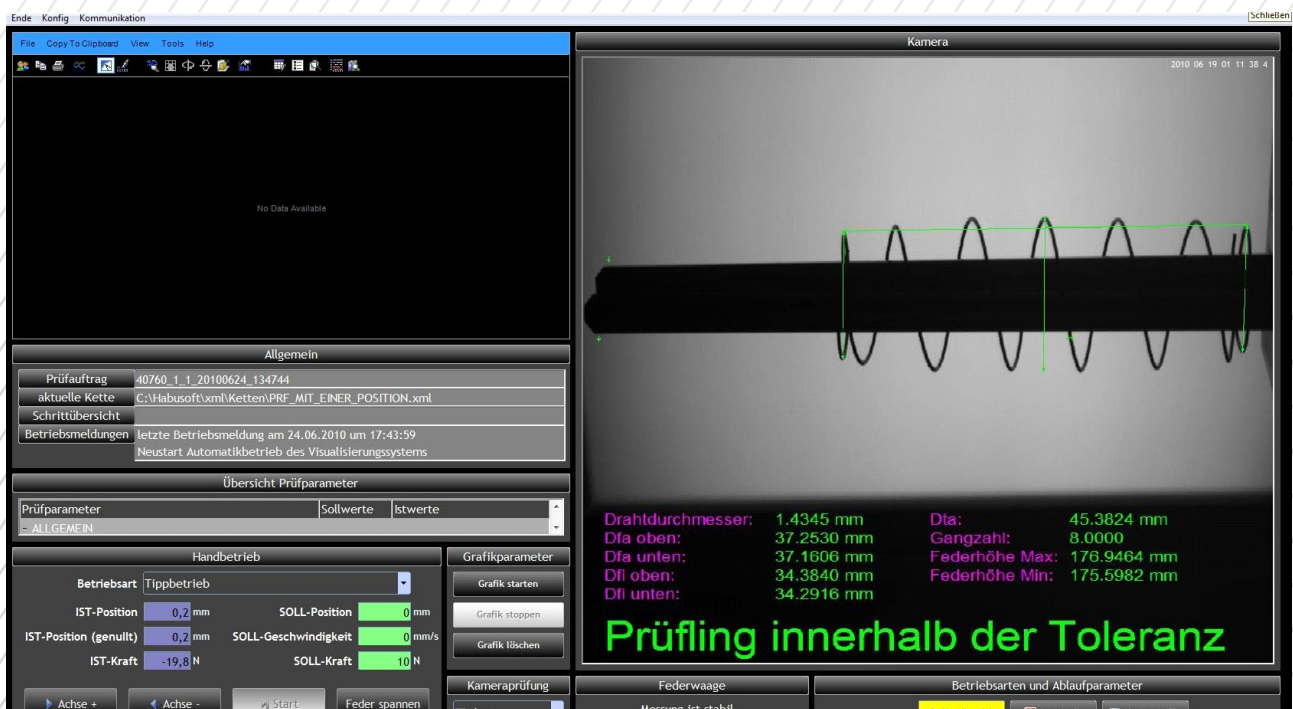 Ende Konfig Kommunikation
Schließen
File Copy To Clipboard View Tools Help
No Data Available
Allgemein
Prüfauftrag 40760_1_1_20100624_134744
aktuelle Kette C:\Habusoft\xml\Ketten\PRF_MIT_EINER_POSITION.xml
Schrittübersicht
Betriebsmeldungen letzte Betriebsmeldung am 24.06.2010 um 17:43:59
Neustart Automatikbetrieb des Visualisierungssystems
Übersicht Prüfparameter
Prüfparameter Sollwerte Istwerte
- ALLGEMEIN
Handbetrieb
Betriebsart Tippbetrieb
IST-Position 0,2 mm SOLL-Position 0 mm
IST-Position (genullt) 0,2 mm SOLL-Geschwindigkeit 0 mm/s
IST-Kraft -19,8 N SOLL-Kraft 10 N
Achse + Achse - Start Feder spannen
Grafikparameter
Grafik starten
Grafik stoppen
Grafik löschen
Kameraprüfung
Kamera
2010 06 19 01 11 38 4
Drahtdurchmesser: 1.4345 mm Dta: 45.3824 mm
Dfa oben: 37.2530 mm Gangzahl: 8.0000
Dfa unten: 37.1606 mm Federhöhe Max: 176.9464 mm
Dfi oben: 34.3840 mm Federhöhe Min: 175.5982 mm
Dfi unten: 34.2916 mm
Prüfling innerhalb der Toleranz
Federwaage
Messung ist stabil
Betriebsarten und Ablaufparameter